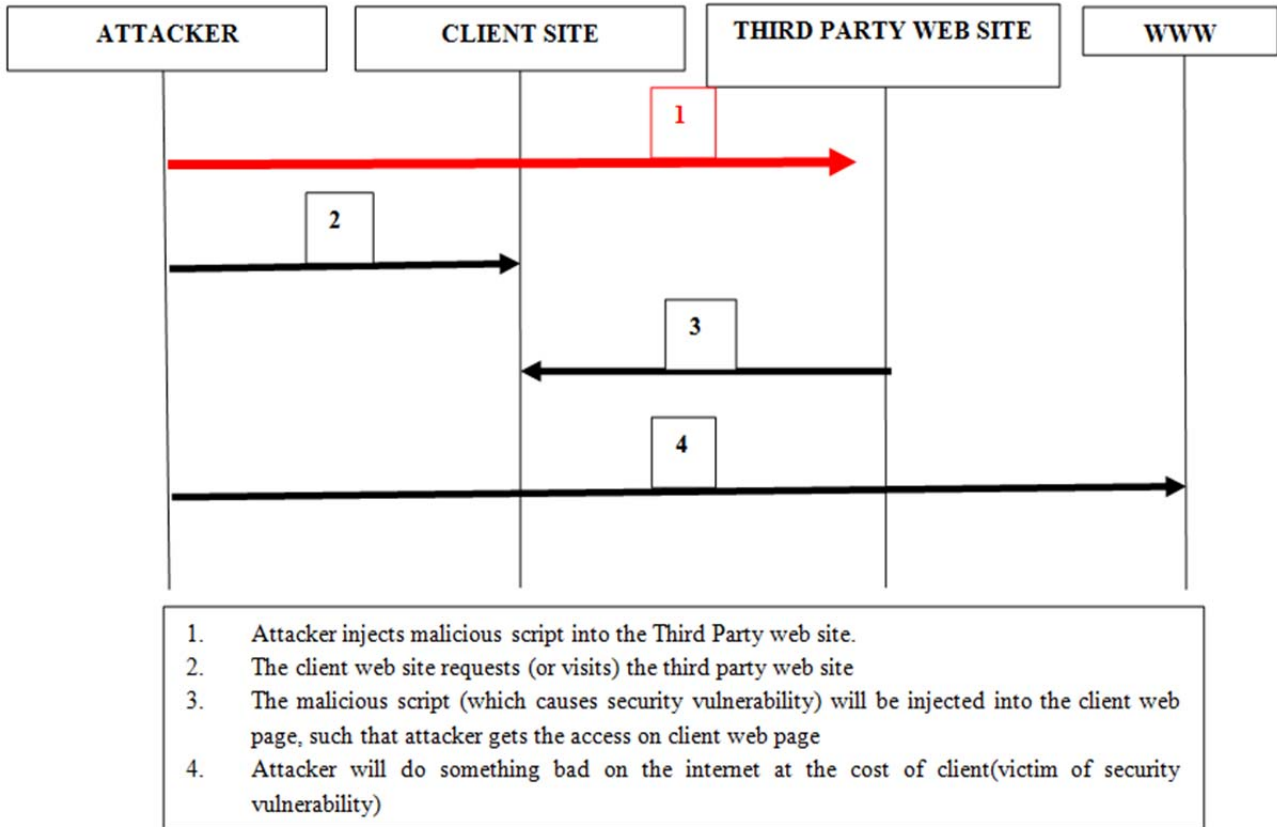 ATTACKER
CLIENT SITE
THIRD PARTY WEB SITE
WWW
1
2
3
4
1. Attacker injects malicious script into the Third Party web site.
2. The client web site requests (or visits) the third party web site
3. The malicious script (which causes security vulnerability) will be injected into the client web
page, such that attacker gets the access on client web page
4. Attacker will do something bad on the internet at the cost of client(victim of security
vulnerability)